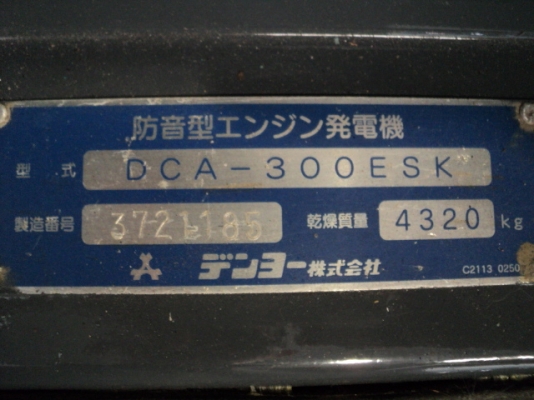 防音型エンジン発電機
型式 DCA-300ESK
製造番号 3721185 乾燥質量 4320 kg
デンヨー株式会社 C2113 0250